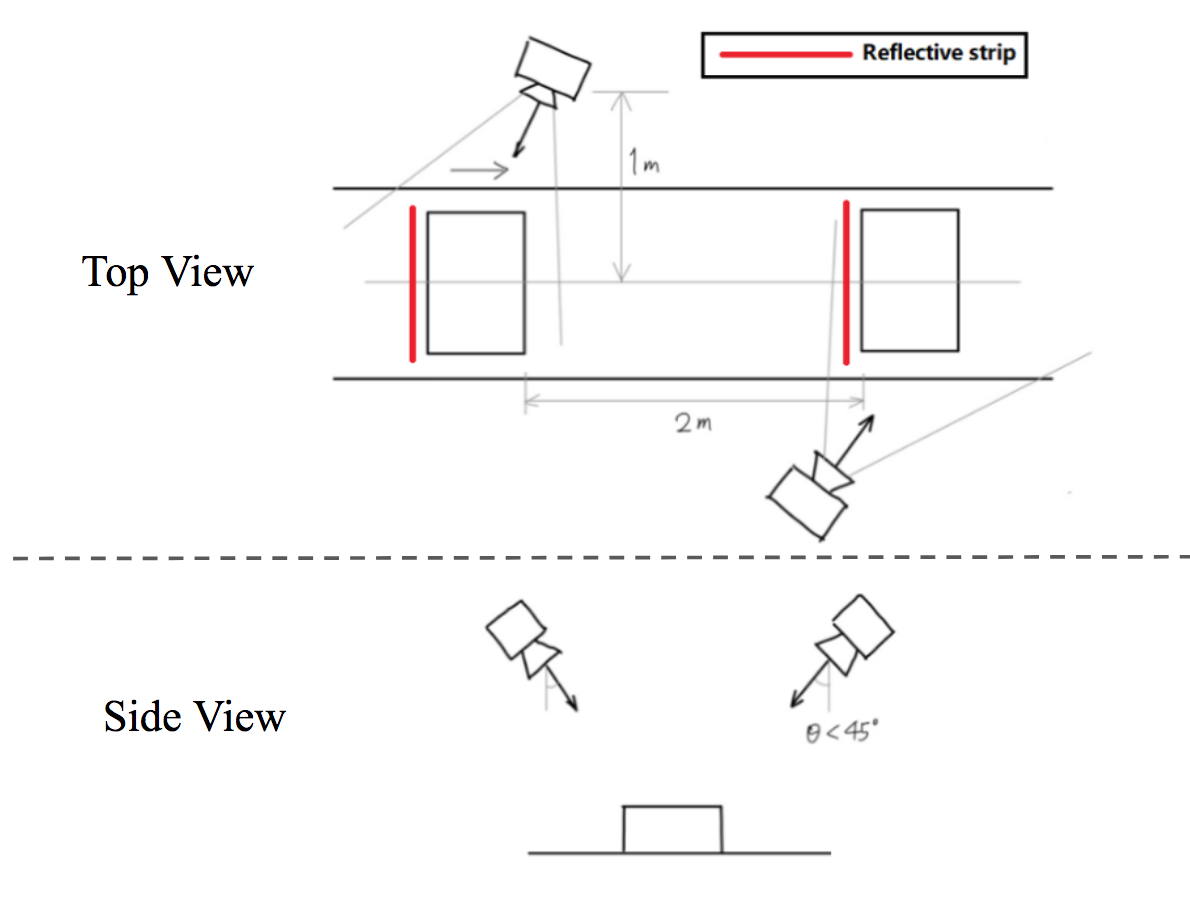 Reflective strip
1m
Top View
2m
Side View
θ<45°